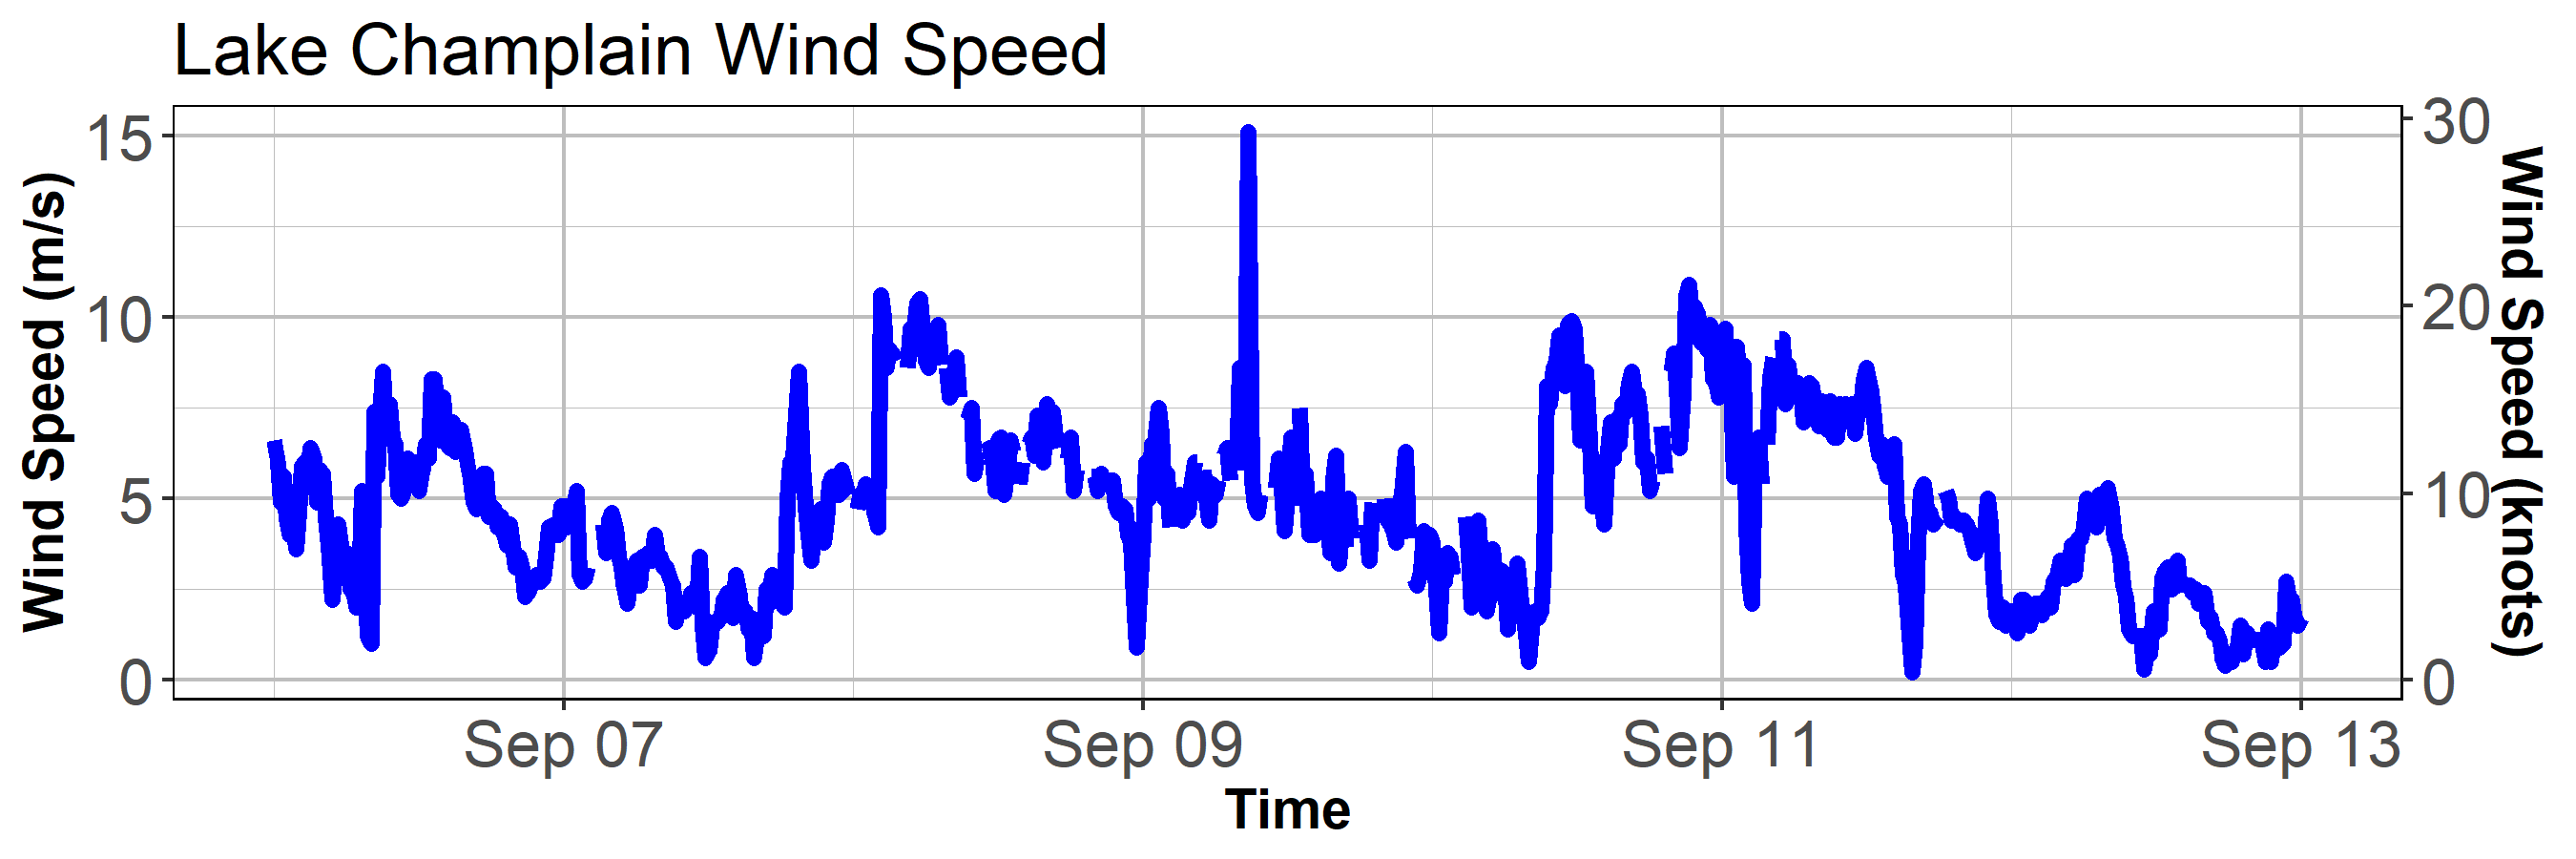 Lake Champlain Wind Speed
15
10
5
0
Wind Speed (m/s)
30
20
10
0
Wind Speed (knots)
Sep 07
Sep 09
Sep 11
Sep 13
Time